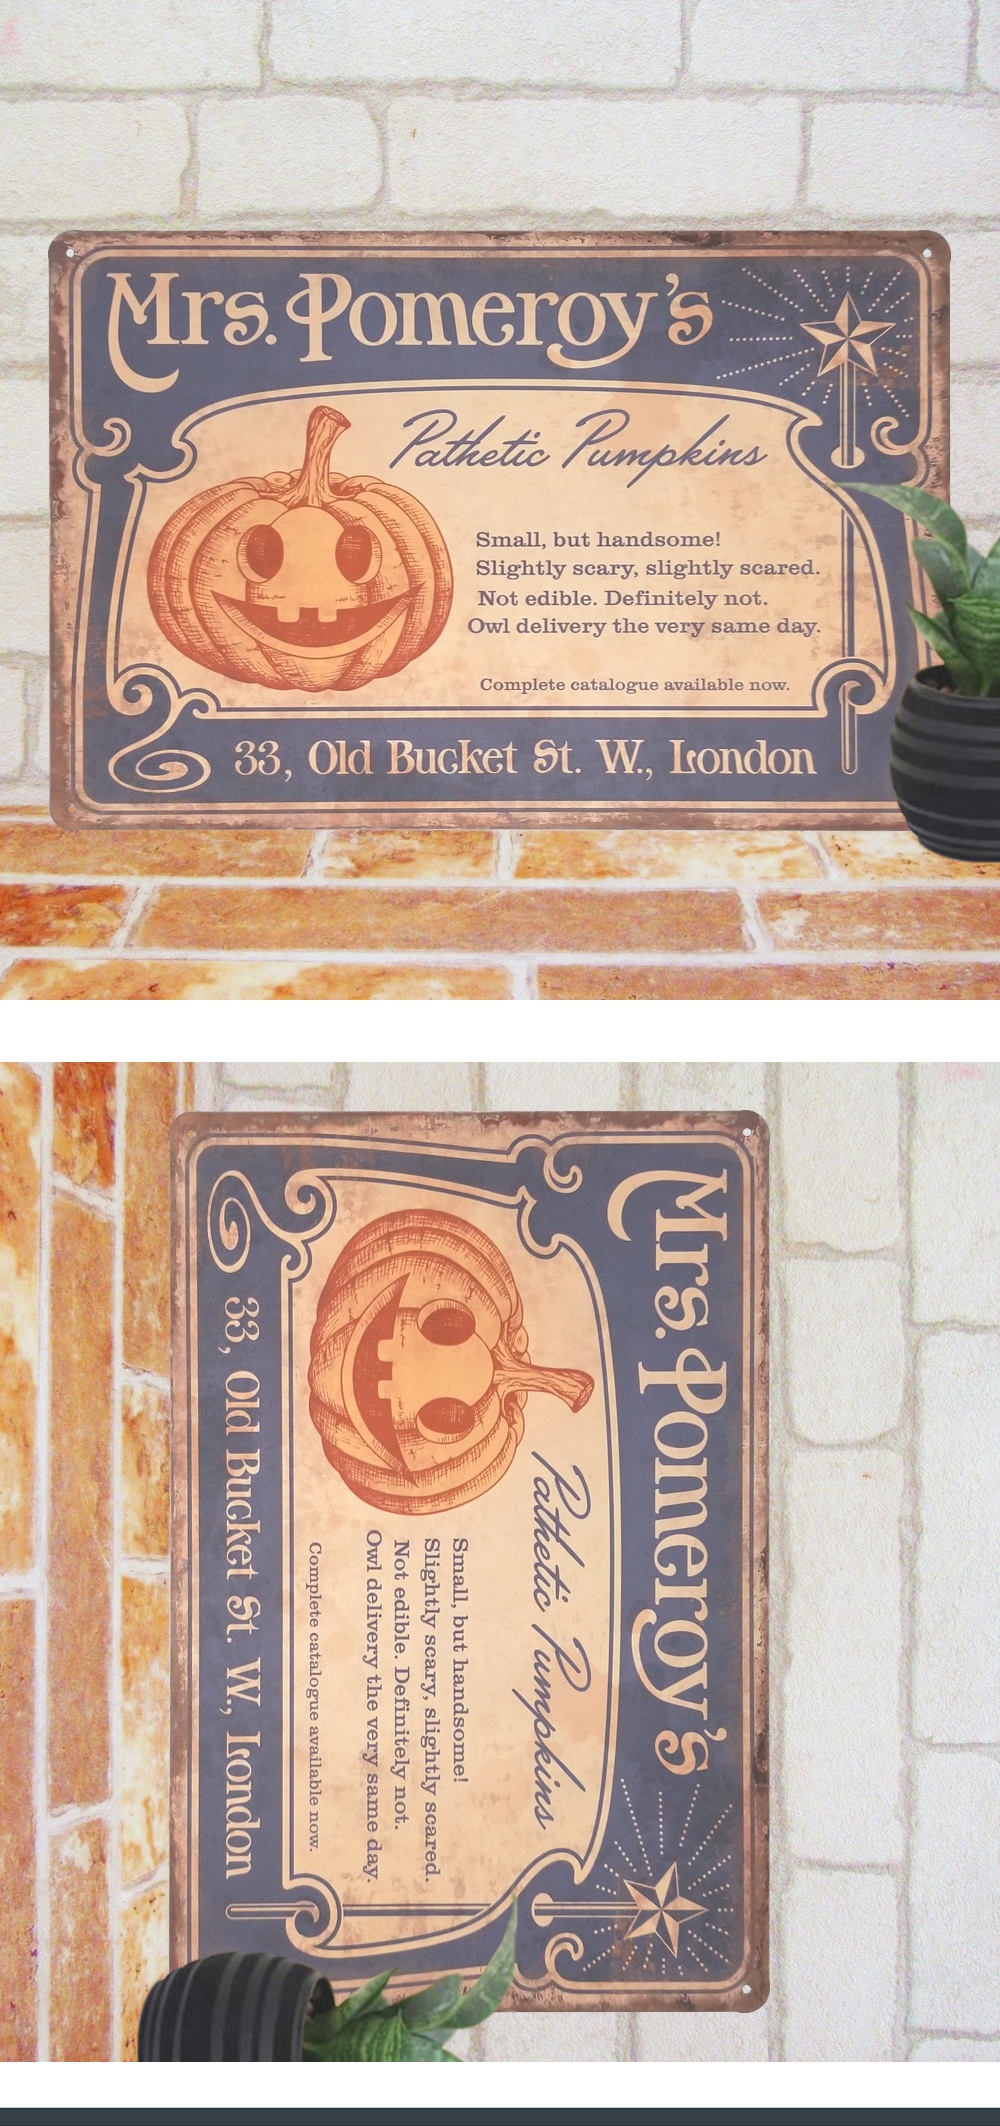 Mrs. Pomeroy's
Pathetic Pumpkins
Small, but handsome!
Slightly scary, slightly scared.
Not edible. Definitely not.
Owl delivery the very same day.
Complete catalogue available now.
33, Old Bucket St. W., London
Mrs. Pomeroy's
Pathetic Pumpkins
Small, but handsome!
Slightly scary, slightly scared.
Not edible. Definitely not.
Owl delivery the very same day.
Complete catalogue available now.
33, Old Bucket St. W., London